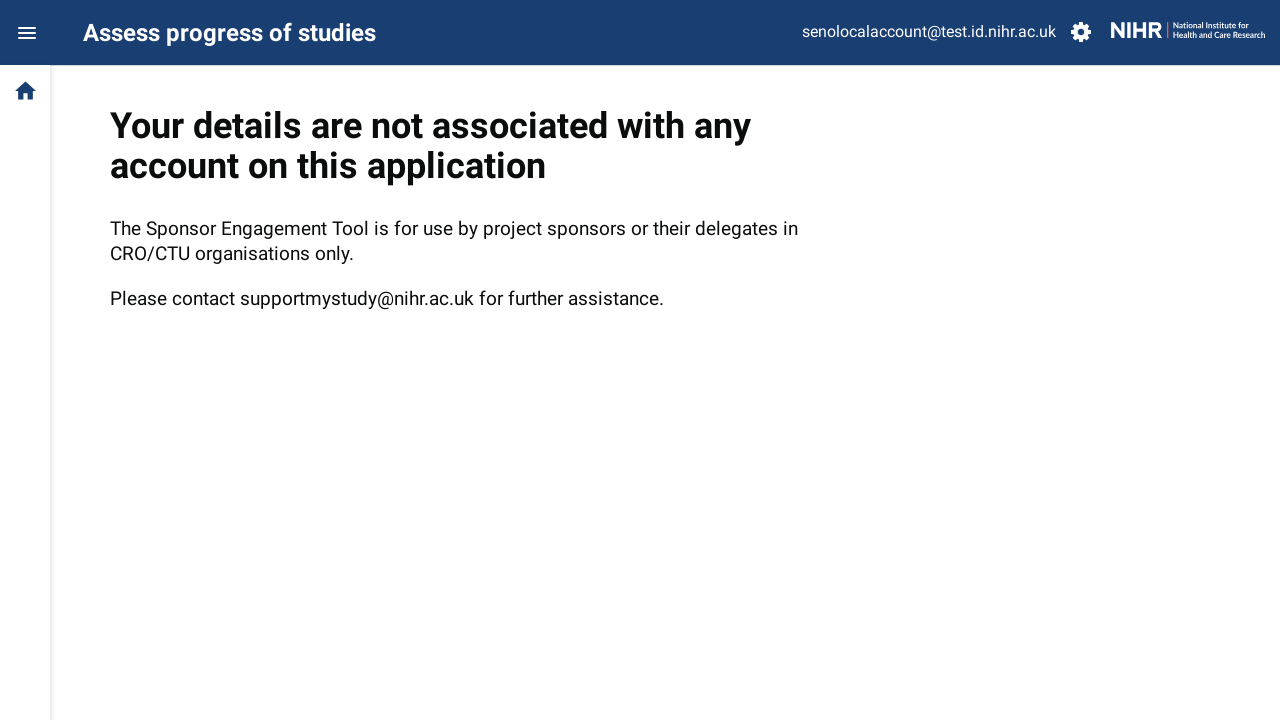 Assess progress of studies
senolocalaccount@test.id.nihr.ac.uk
NIHR
National Institute for
Health and Care Research
Your details are not associated with any
account on this application
The Sponsor Engagement Tool is for use by project sponsors or their delegates in
CRO/CTU organisations only.
Please contact supportmystudy@nihr.ac.uk for further assistance.